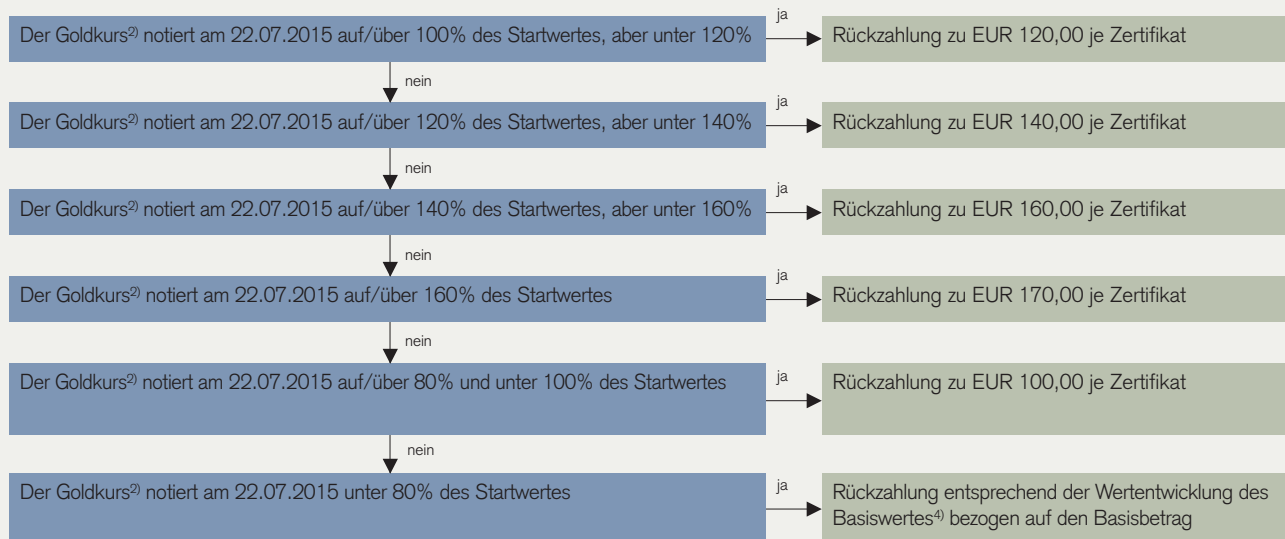 Der Goldkurs2) notiert am 22.07.2015 auf/über 100% des Startwertes, aber unter 120%
ja
Rückzahlung zu EUR 120,00 je Zertifikat
nein
Der Goldkurs2) notiert am 22.07.2015 auf/über 120% des Startwertes, aber unter 140%
ja
Rückzahlung zu EUR 140,00 je Zertifikat
nein
Der Goldkurs2) notiert am 22.07.2015 auf/über 140% des Startwertes, aber unter 160%
ja
Rückzahlung zu EUR 160,00 je Zertifikat
nein
Der Goldkurs2) notiert am 22.07.2015 auf/über 160% des Startwertes
ja
Rückzahlung zu EUR 170,00 je Zertifikat
nein
Der Goldkurs2) notiert am 22.07.2015 auf/über 80% und unter 100% des Startwertes
ja
Rückzahlung zu EUR 100,00 je Zertifikat
nein
Der Goldkurs2) notiert am 22.07.2015 unter 80% des Startwertes
ja
Rückzahlung entsprechend der Wertentwicklung des
Basiswertes4) bezogen auf den Basisbetrag